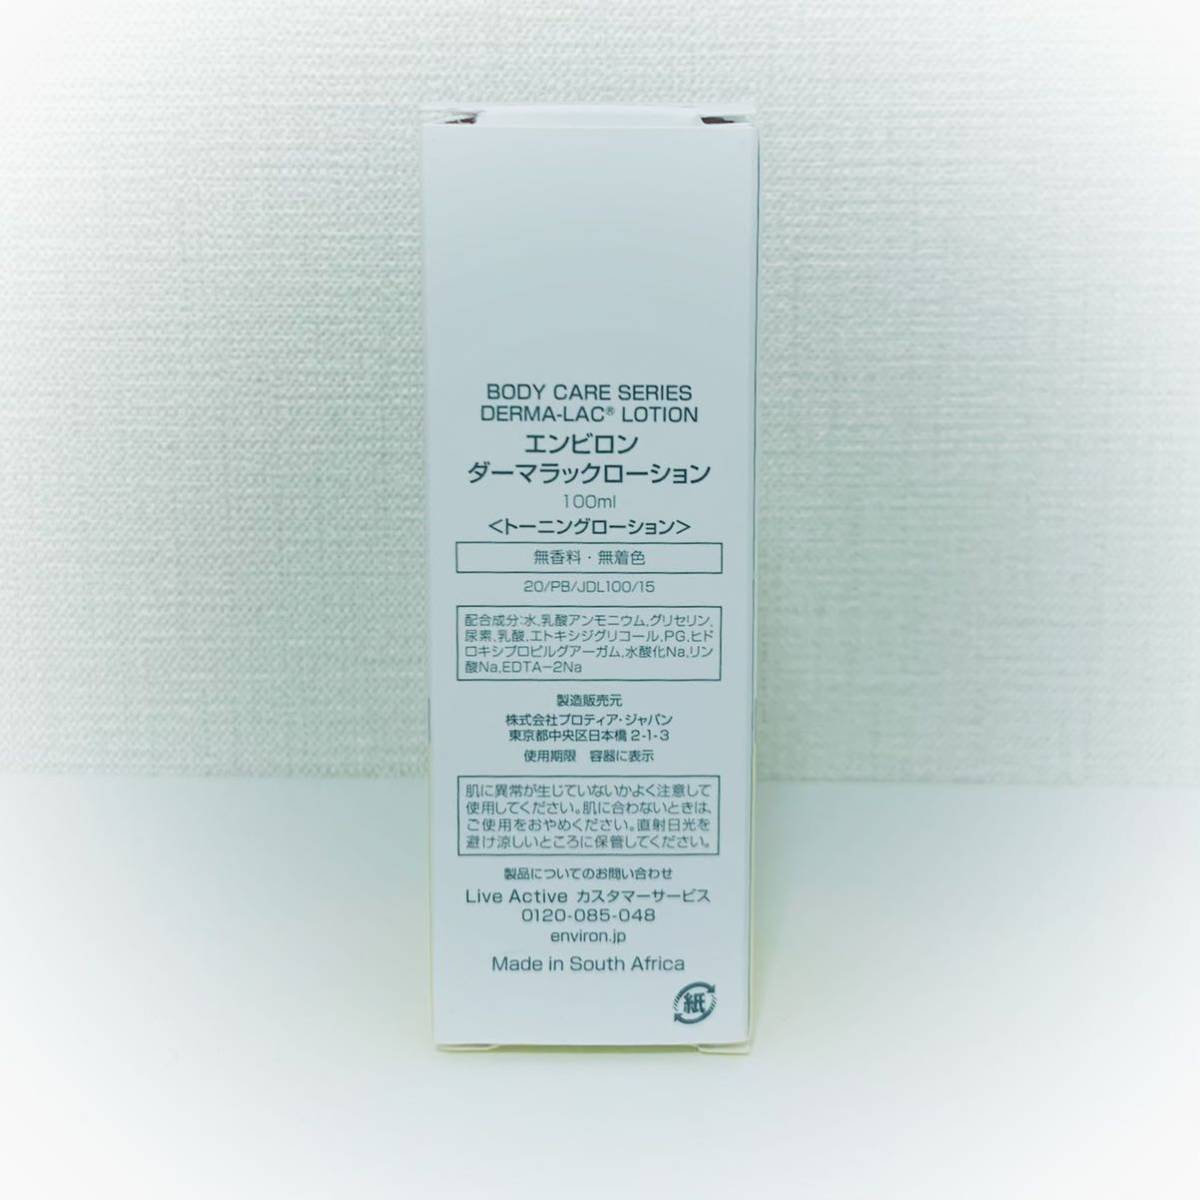 BODY CARE SERIES
DERMA-LAC® LOTION
エンビロン
ダーマラックローション
100ml
<トーニングローション>
無香料・無着色
20/PB/JDL100/15
配合成分:水,乳酸アンモニウム,グリセリン,
尿素,乳酸,エトキシジグリコール,PG,ヒド
ロキシプロピルグアーガム,水酸化Na,リン
酸Na,EDTA−2Na
製造販売元
株式会社プロティア・ジャパン
東京都中央区日本橋 2-1-3
使用期限 容器に表示
肌に異常が生じていないかよく注意して
使用してください。肌に合わないときは、
ご使用をおやめください。直射日光を
避け涼しいところに保管してください。
製品についてのお問い合わせ
Live Active カスタマーサービス
0120-085-048
environ.jp
Made in South Africa
紙